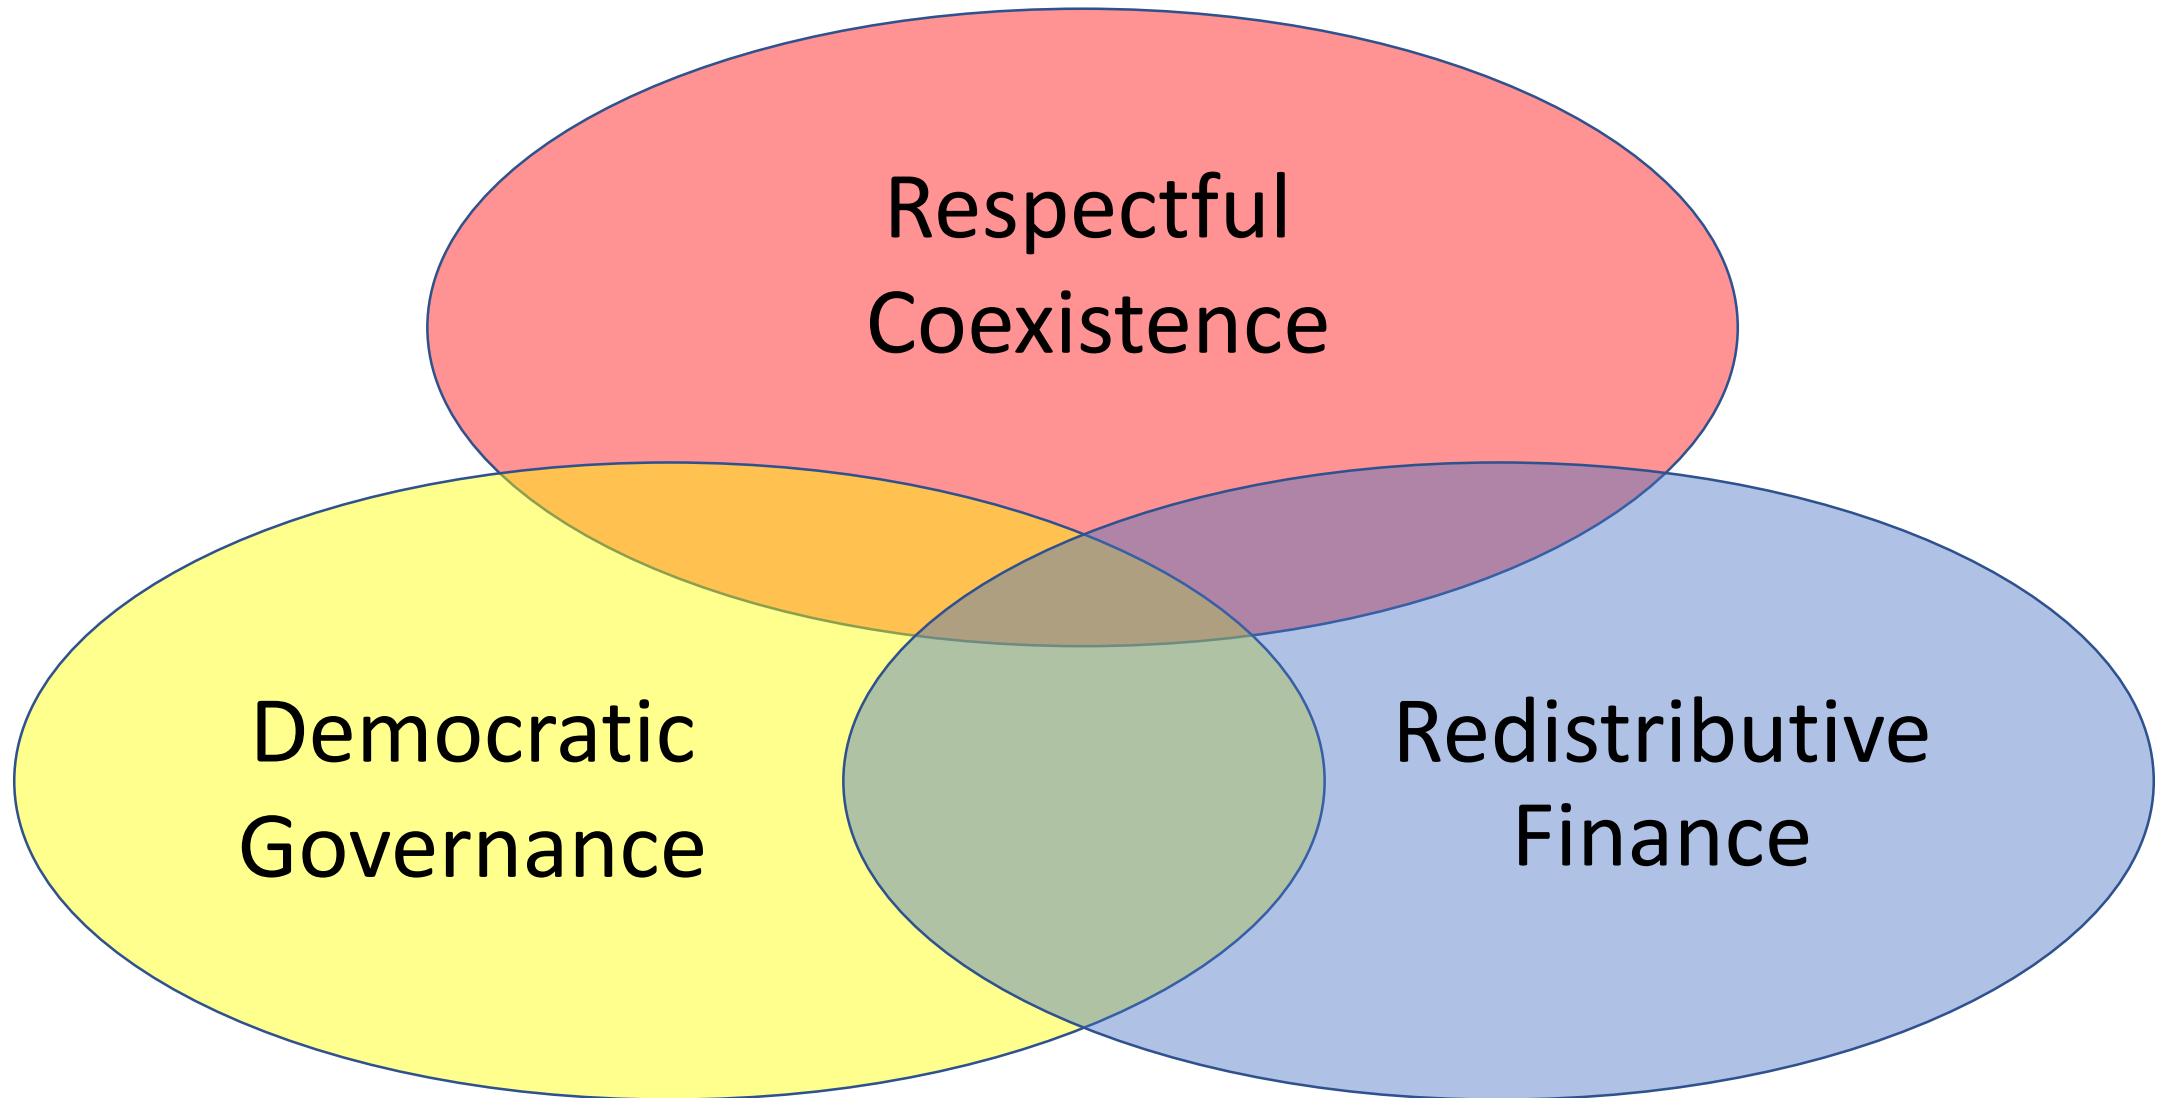 Respectful
Coexistence
Democratic
Governance
Redistributive
Finance